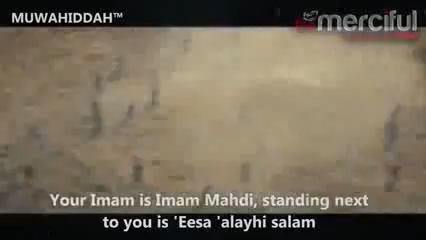 MUWAHIDDAH™
merciful
Your Imam is Imam Mahdi, standing next
to you is 'Eesa 'alayhi salam